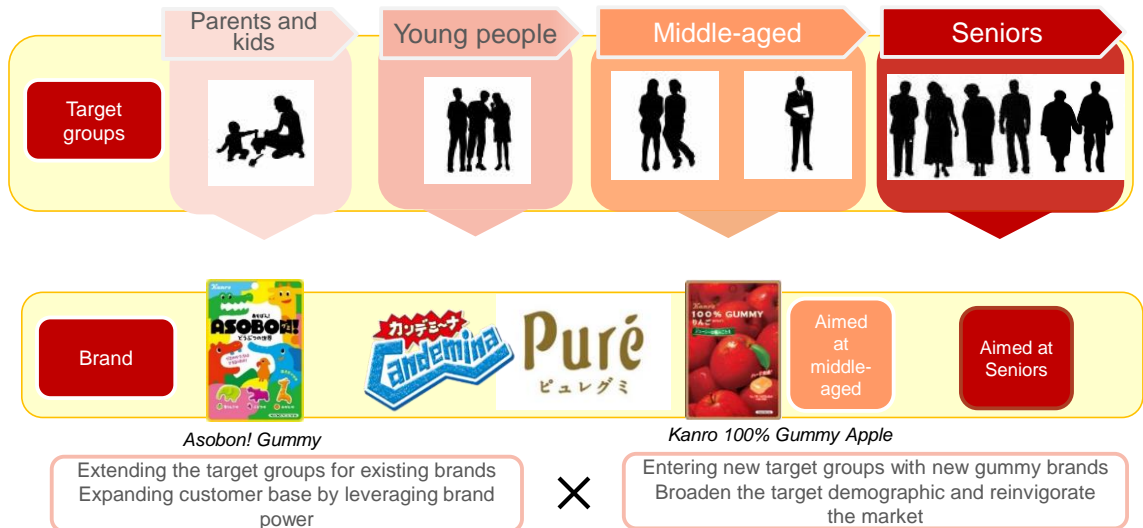 Parents and
kids
Young people
Middle-aged
Seniors
Target
groups
Kanro
あそぼん!
ASOBON!
どうぶつの世界
カンデミーナ
Candemina
Puré
ピュレグミ
Kanro
100% GUMMY
りんご
Brand
Aimed
at
middle-
aged
Aimed at
Seniors
Asobon! Gummy
Kanro 100% Gummy Apple
Extending the target groups for existing brands
Expanding customer base by leveraging brand
power
×
Entering new target groups with new gummy brands
Broaden the target demographic and reinvigorate
the market